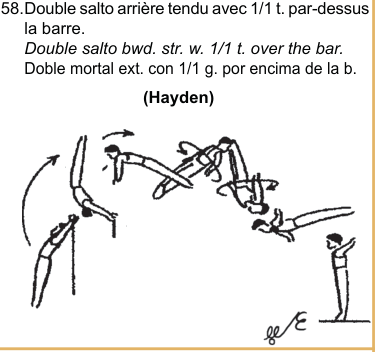 58. Double salto arrière tendu avec 1/1 t. par-dessus
la barre.
Double salto bwd. str. w. 1/1 t. over the bar.
Doble mortal ext. con 1/1 g. por encima de la b.
(Hayden)